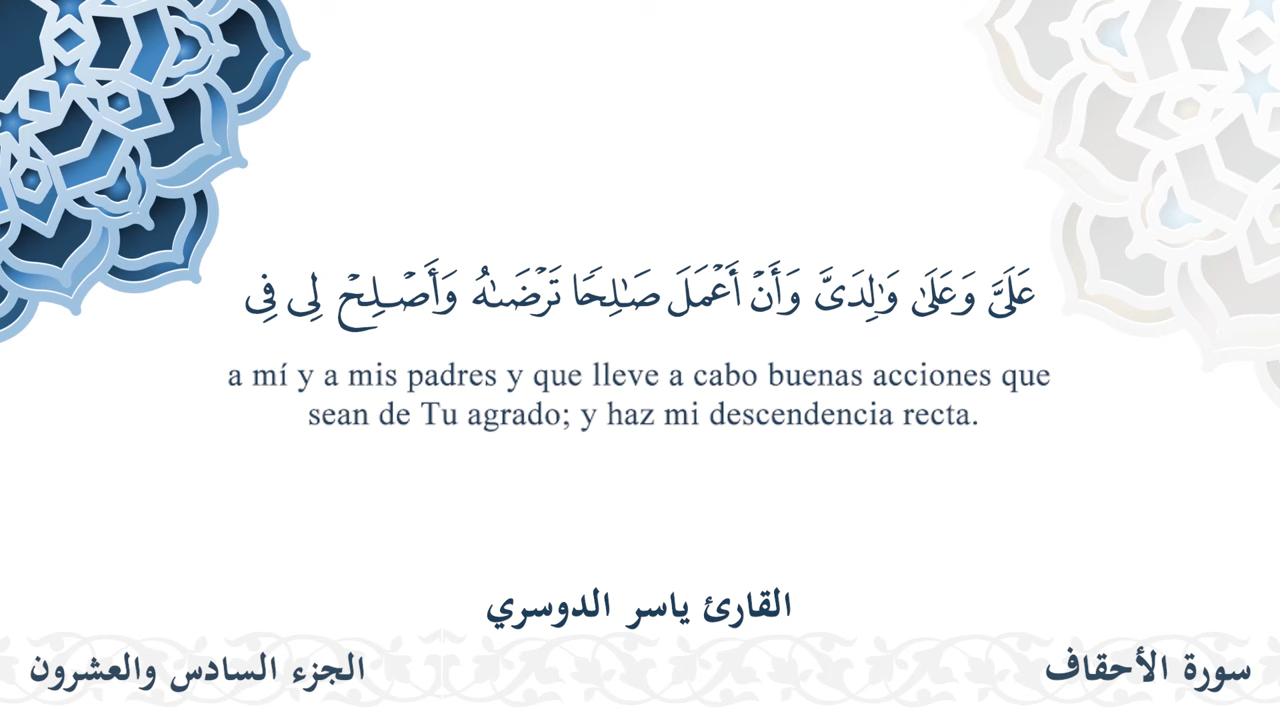 عَلَىَّ وَعَلَىٰ وَٰلِدَىَّ وَأَنْ أَعْمَلَ صَـٰلِحًا تَرْضَىٰهُ وَأَصْلِحْ لِى فِى
a mí y a mis padres y que lleve a cabo buenas acciones que
sean de Tu agrado; y haz mi descendencia recta.
القارئ ياسر الدوسري
سورة الأحقاف
الجزء السادس والعشرون